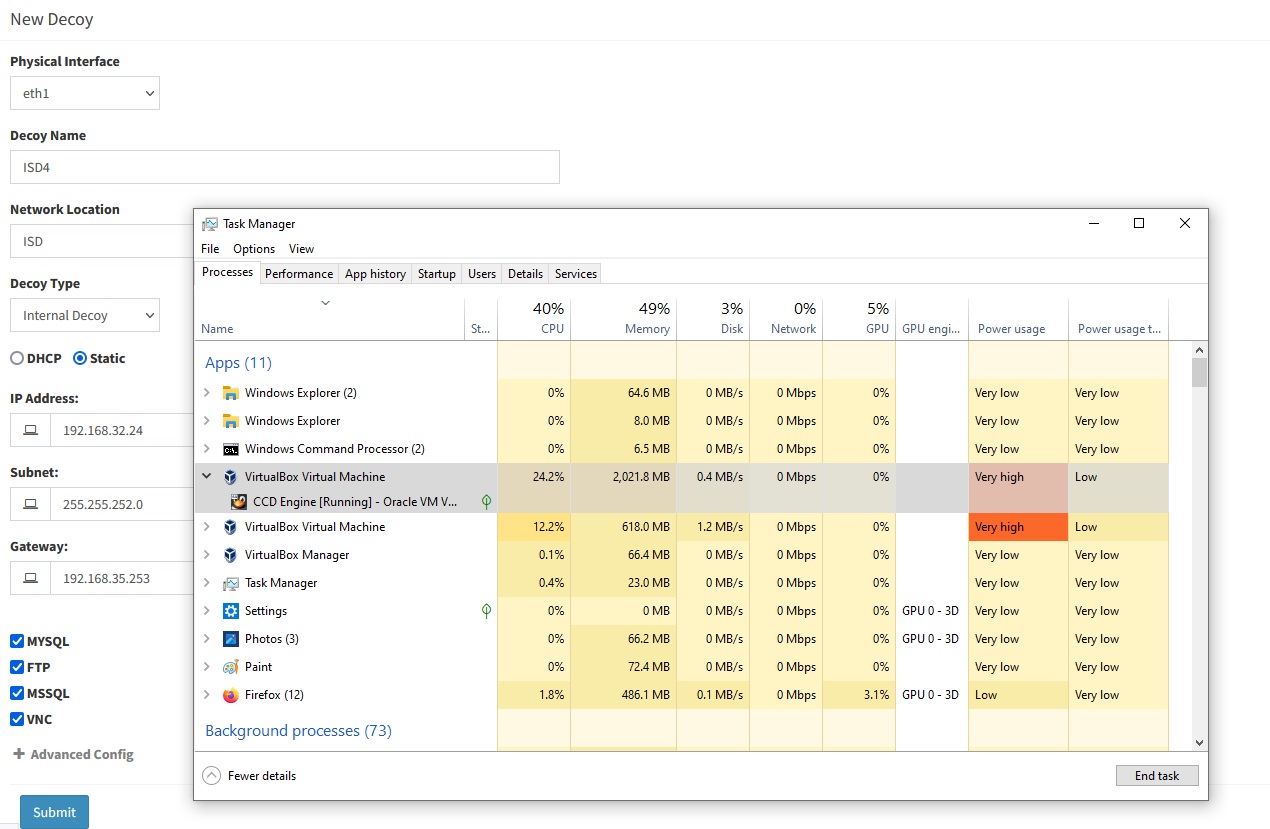 New Decoy
Physical Interface
eth1
Decoy Name
ISD4
Network Location
ISD
Decoy Type
Internal Decoy
DHCP Static
IP Address:
192.168.32.24
Subnet:
255.255.252.0
Gateway:
192.168.35.253
MYSQL
FTP
MSSQL
VNC
Advanced Config
Submit
Task Manager
File Options View
Processes Performance App history Startup Users Details Services
40% 49% 3% 0% 5%
Name St... CPU Memory Disk Network GPU GPU engi... Power usage Power usage t...
Apps (11)
Windows Explorer (2) 0% 64.6 MB 0 MB/s 0 Mbps 0% Very low Very low
Windows Explorer 0% 8.0 MB 0 MB/s 0 Mbps 0% Very low Very low
Windows Command Processor (2) 0% 6.5 MB 0 MB/s 0 Mbps 0% Very low Very low
VirtualBox Virtual Machine 24.2% 2,021.8 MB 0.4 MB/s 0 Mbps 0% Very high Low
CCD Engine [Running] - Oracle VM V...
VirtualBox Virtual Machine 12.2% 618.0 MB 1.2 MB/s 0 Mbps 0% Very high Low
VirtualBox Manager 0.1% 66.4 MB 0 MB/s 0 Mbps 0% Very low Very low
Task Manager 0.4% 23.0 MB 0 MB/s 0 Mbps 0% Very low Very low
Settings 0% 0 MB 0 MB/s 0 Mbps 0% GPU 0 - 3D Very low Very low
Photos (3) 0% 66.2 MB 0 MB/s 0 Mbps 0% GPU 0 - 3D Very low Very low
Paint 0% 72.4 MB 0 MB/s 0 Mbps 0% Very low Very low
Firefox (12) 1.8% 486.1 MB 0.1 MB/s 0 Mbps 3.1% GPU 0 - 3D Low Very low
Background processes (73)
Fewer details
End task